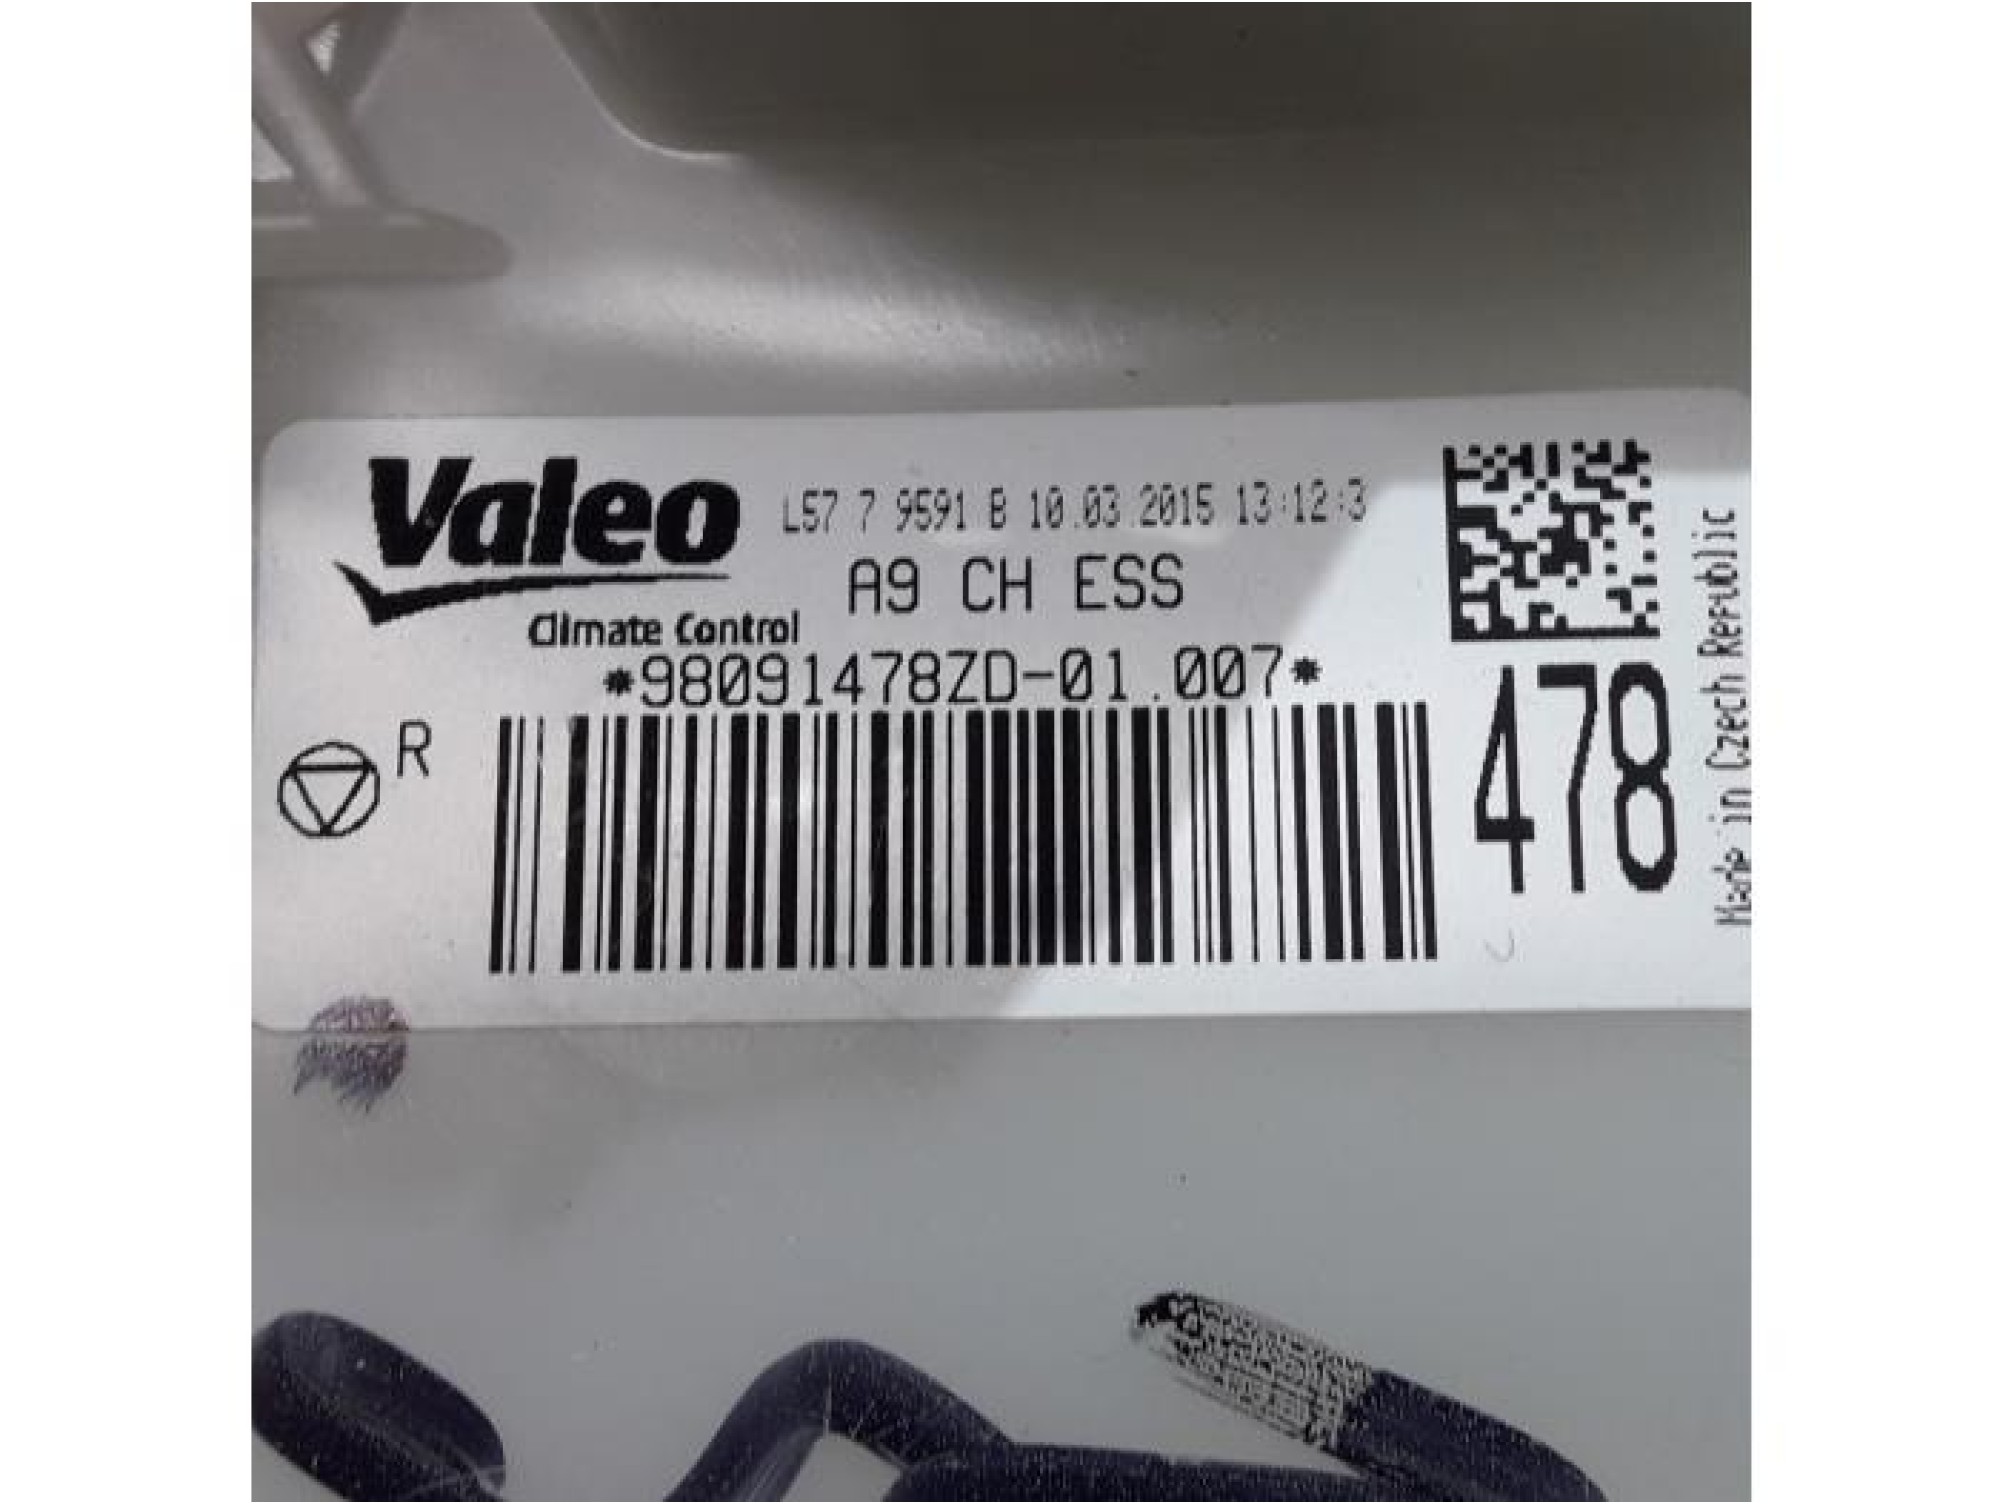 Valeo
L57 7 9591 B 10.03.2015 13:12:3
A9 CH ESS
Climate Control
*98091478ZD-01.007*
R
478
Made in Czech Republic